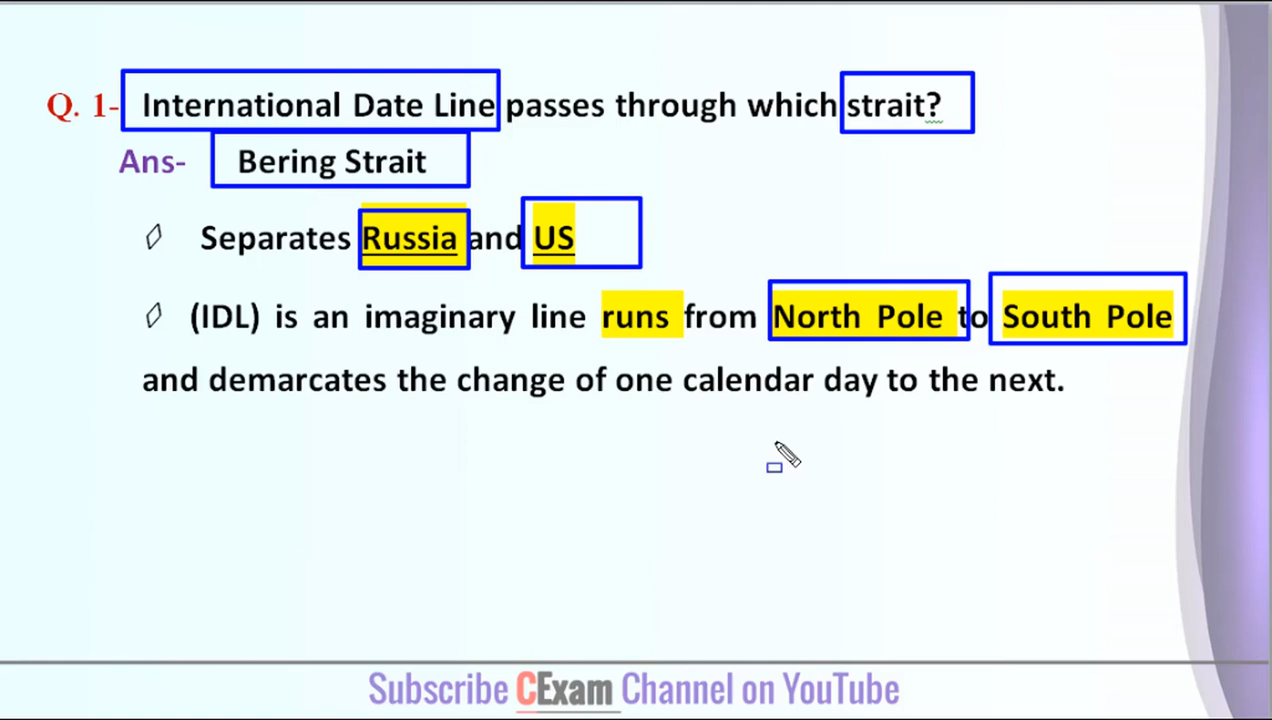 Q. 1- International Date Line passes through which strait?
Ans- Bering Strait
◊ Separates Russia and US
◊ (IDL) is an imaginary line runs from North Pole to South Pole
and demarcates the change of one calendar day to the next.
Subscribe CExam Channel on YouTube